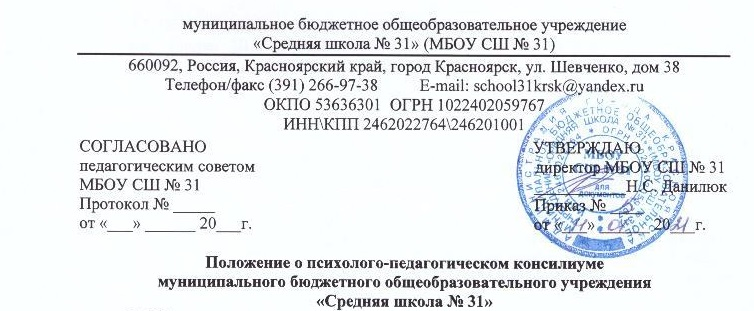 муниципальное бюджетное общеобразовательное учреждение
«Средняя школа № 31» (МБОУ СШ № 31)
660092, Россия, Красноярский край, город Красноярск, ул. Шевченко, дом 38
Телефон/факс (391) 266-97-38 E-mail: school31krsk@yandex.ru
ОКПО 53636301 ОГРН 1022402059767
ИНН\КПП 2462022764\246201001
СОГЛАСОВАНО УТВЕРЖДАЮ
педагогическим советом директор МБОУ СШ № 31
МБОУ СШ № 31 Н.С. Данилюк
Протокол № _____ Приказ №
от «___» ______ 20___г. от « » 2021г.
Положение о психолого-педагогическом консилиуме
муниципального бюджетного общеобразовательного учреждения
«Средняя школа № 31»